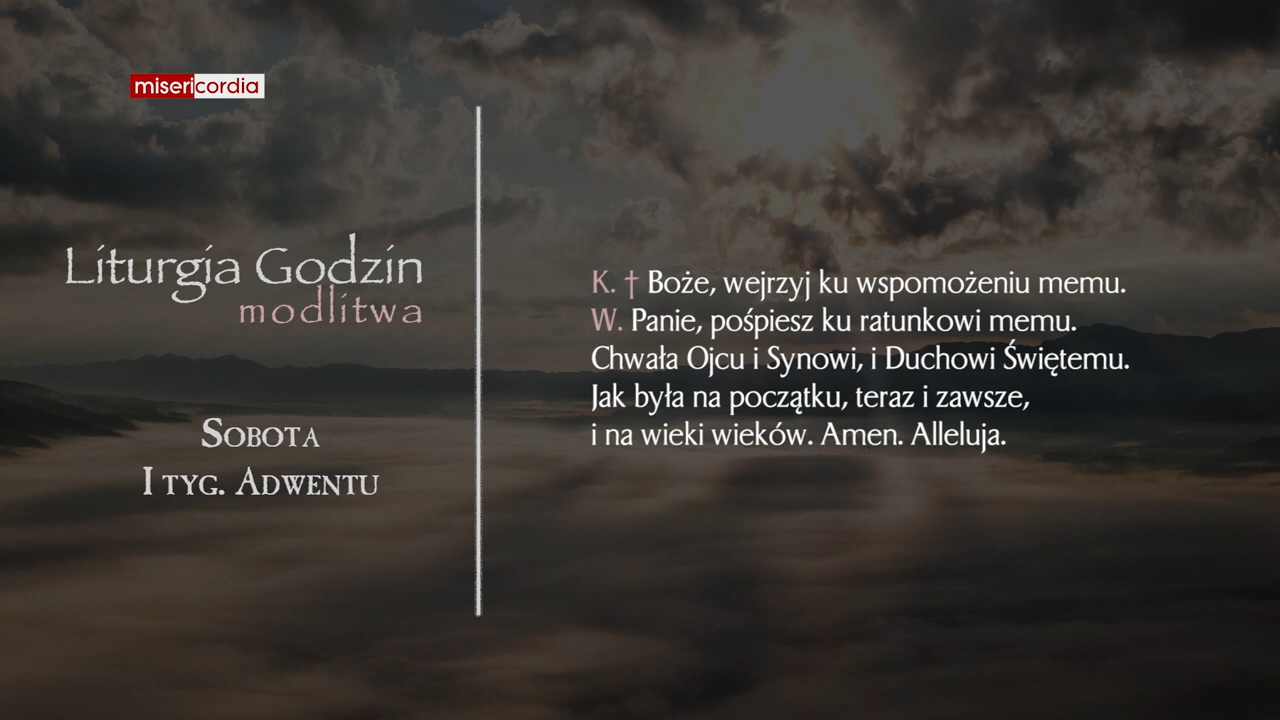 misericordia
Liturgia Godzin
modlitwa
Sobota
I tyg. Adwentu
K. † Boże, wejrzyj ku wspomożeniu memu.
W. Panie, pośpiesz ku ratunkowi memu.
Chwała Ojcu i Synowi, i Duchowi Świętemu.
Jak była na początku, teraz i zawsze,
i na wieki wieków. Amen. Alleluja.